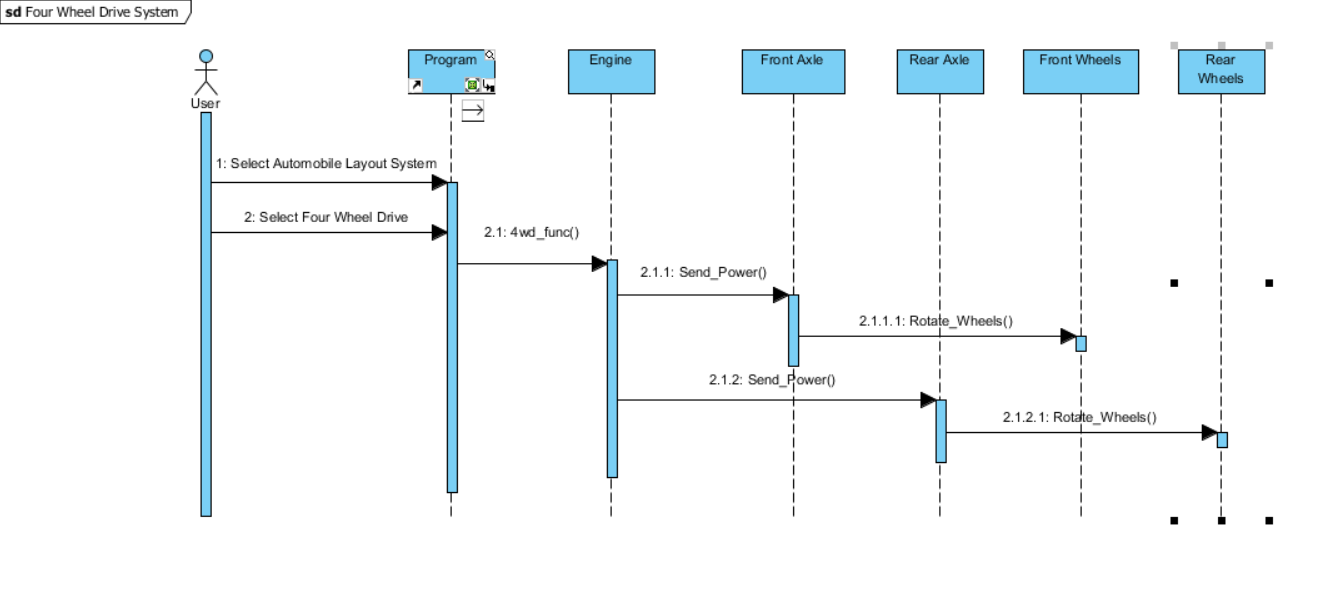 sd Four Wheel Drive System
User
Program
Engine
Front Axle
Rear Axle
Front Wheels
Rear
Wheels
1: Select Automobile Layout System
2: Select Four Wheel Drive
2.1: 4wd_func()
2.1.1: Send_Power()
2.1.1.1: Rotate_Wheels()
2.1.2: Send_Power()
2.1.2.1: Rotate_Wheels()